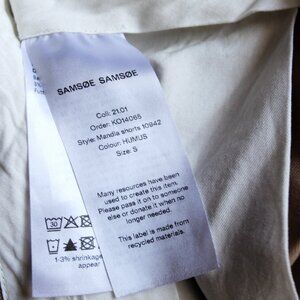 SAMSØE SAMSØE
Coll: 21.01
Order: KO14065
Style: Mandla shorts 10942
Colour: HUMUS
Size: S
Many resources have been
used to create this item.
Please pass it on to someone
else or donate it when no
longer needed.
This label is made from
recycled materials.
30
1-3% shrinkage
appear